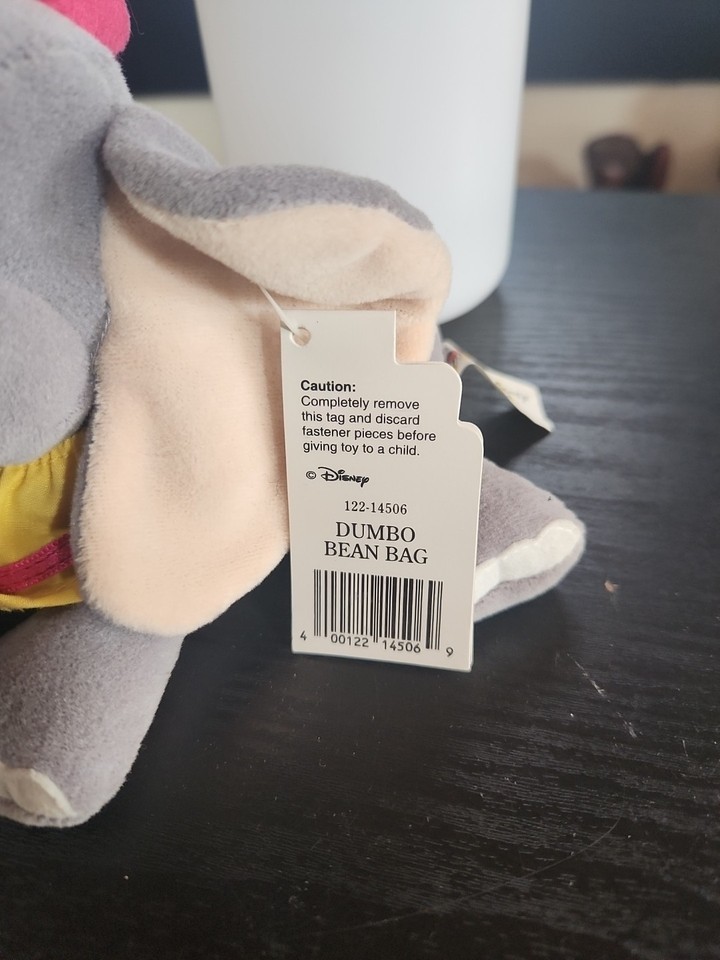 Caution:
Completely remove
this tag and discard
fastener pieces before
giving toy to a child.
© Disney
122-14506
DUMBO
BEAN BAG
4 00122 14506 9